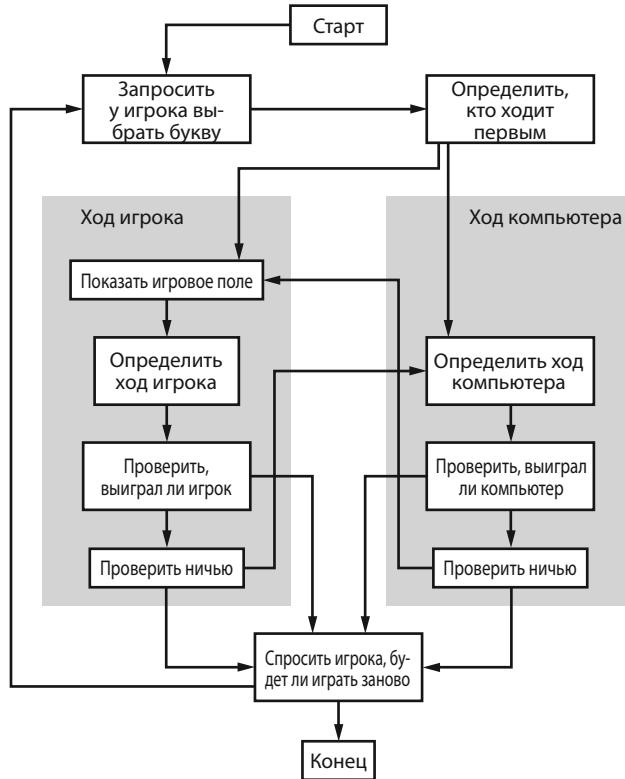 Старт
Запросить
у игрока вы-
брать букву
Определить,
кто ходит
первым
Ход игрока
Ход компьютера
Показать игровое поле
Определить
ход игрока
Определить ход
компьютера
Проверить,
выиграл ли игрок
Проверить, выиграл
ли компьютер
Проверить ничью
Проверить ничью
Спросить игрока, бу-
дет ли играть заново
Конец